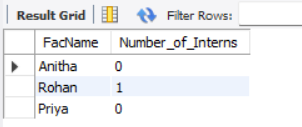 Result Grid Filter Rows:
FacName Number_of_Interns
Anitha 0
Rohan 1
Priya 0